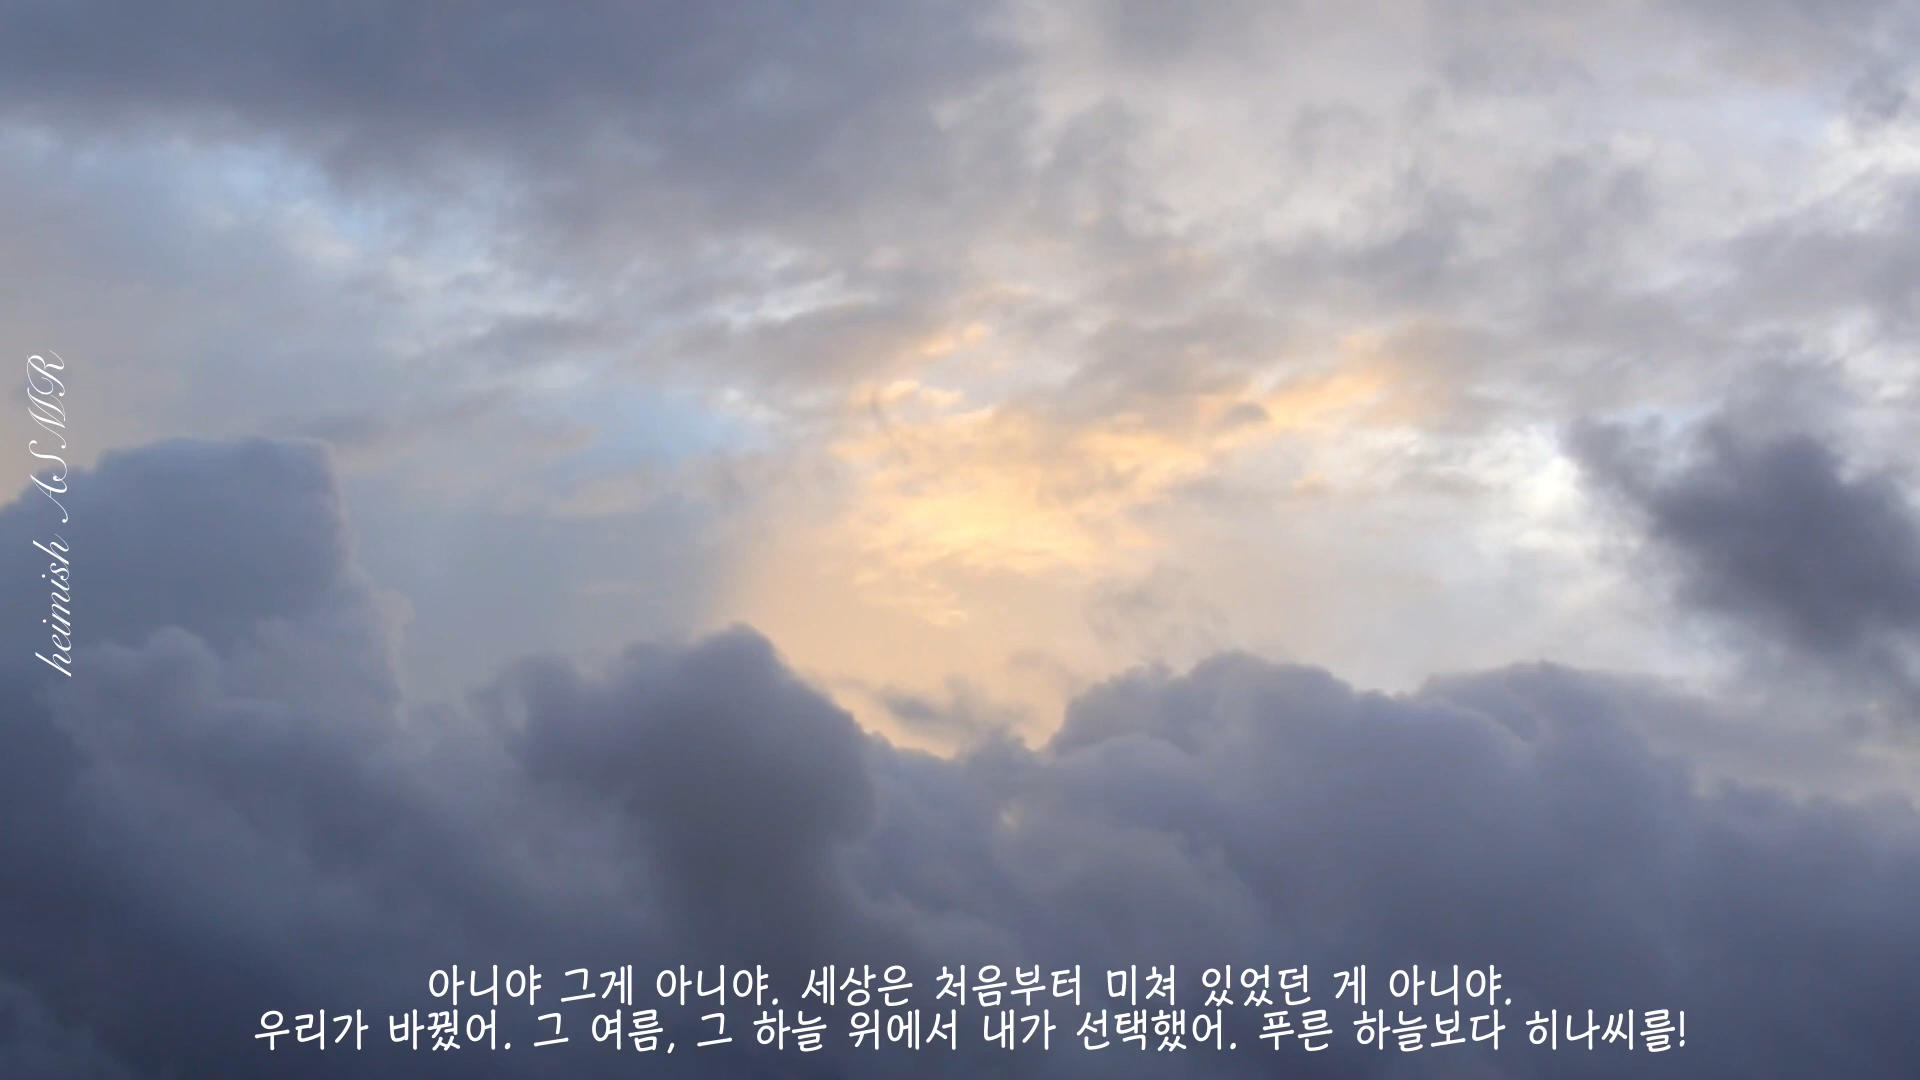 heimish ASMR
아니야 그게 아니야. 세상은 처음부터 미쳐 있었던 게 아니야.
우리가 바꿨어. 그 여름, 그 하늘 위에서 내가 선택했어. 푸른 하늘보다 히나씨를!